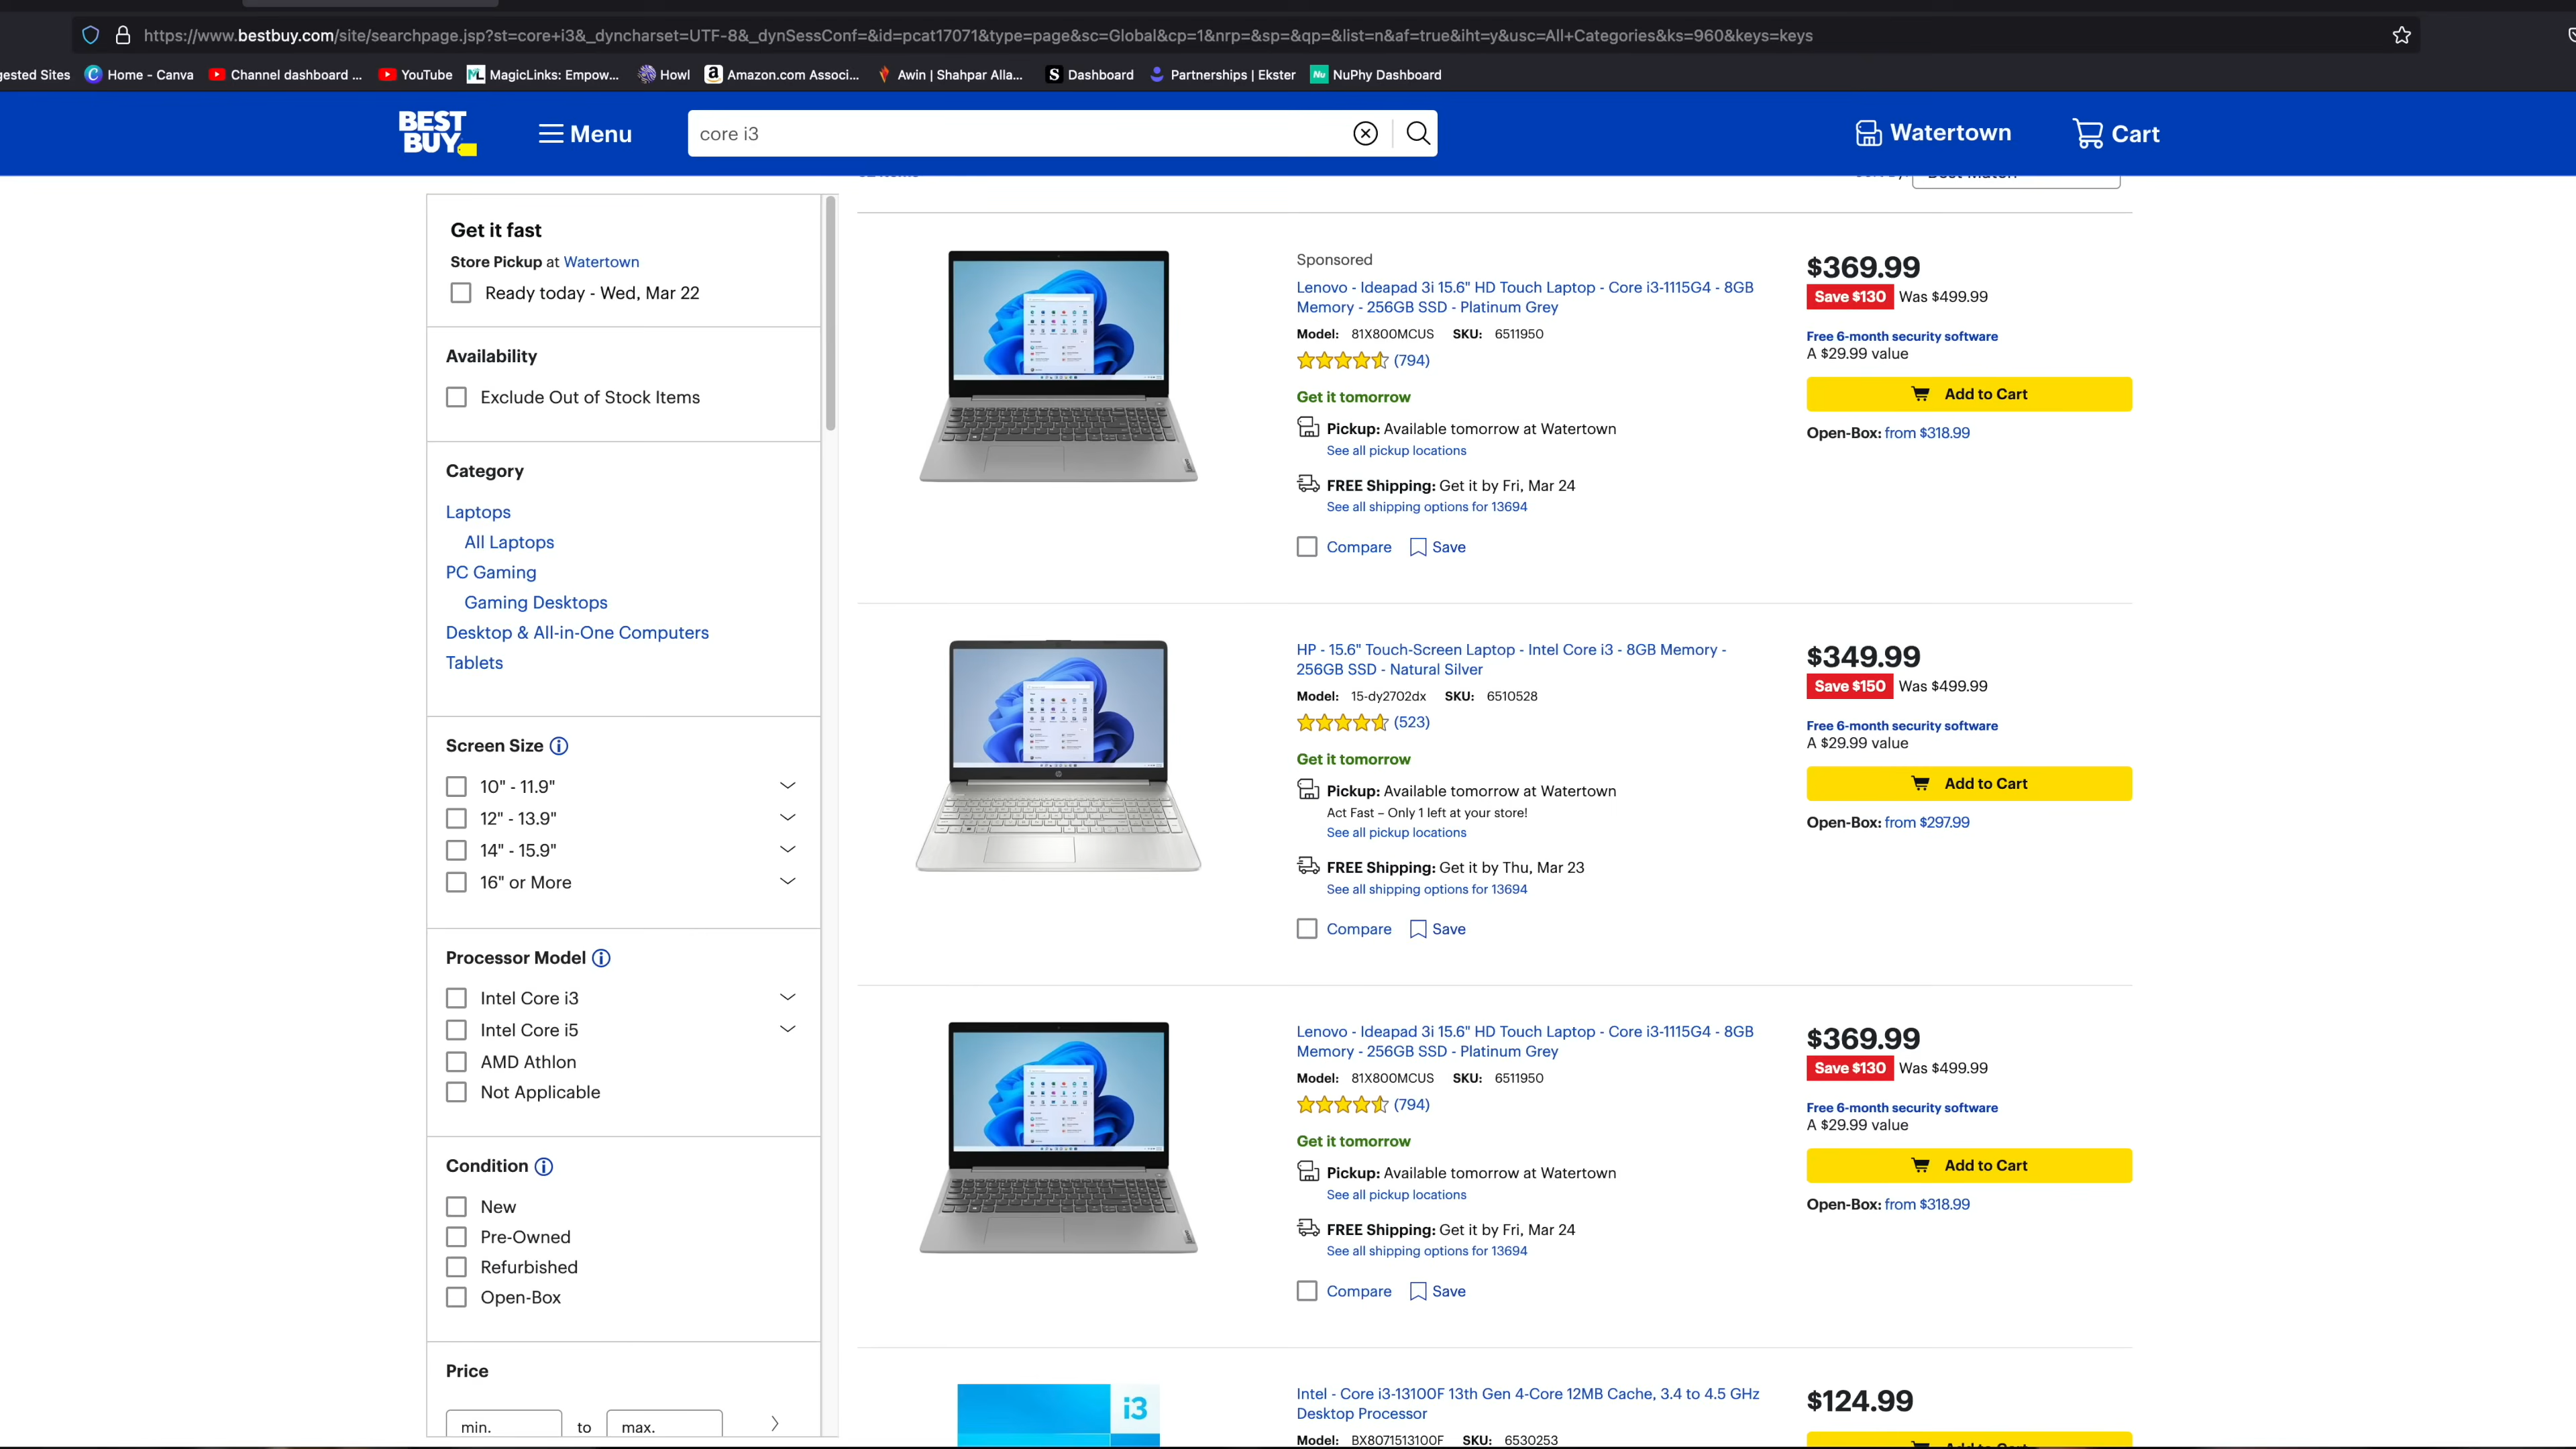 https://www.bestbuy.com/site/searchpage.jsp?st=core+i3&_dyncharset=UTF-8&_dynSessConf=&id=pcat17071&type=page&sc=Global&cp=1&nrp=&sp=&qp=&list=n&af=true&iht=y&usc=All+Categories&ks=960&keys=keys
Sites Home - Canva Channel dashboard ... YouTube MagicLinks: Empow... Howl Amazon.com Associ... Awin | Shahpar Alla... Dashboard Partnerships | Ekster NuPhy Dashboard
BEST BUY Menu core i3 Watertown Cart
Get it fast
Store Pickup at Watertown
Ready today - Wed, Mar 22
Availability
Exclude Out of Stock Items
Category
Laptops
All Laptops
PC Gaming
Gaming Desktops
Desktop & All-in-One Computers
Tablets
Screen Size
10" - 11.9"
12" - 13.9"
14" - 15.9"
16" or More
Processor Model
Intel Core i3
Intel Core i5
AMD Athlon
Not Applicable
Condition
New
Pre-Owned
Refurbished
Open-Box
Price
min. to max.
Sponsored
Lenovo - Ideapad 3i 15.6" HD Touch Laptop - Core i3-1115G4 - 8GB
Memory - 256GB SSD - Platinum Grey
Model: 81X800MCUS SKU: 6511950
(794)
Get it tomorrow
Pickup: Available tomorrow at Watertown
See all pickup locations
FREE Shipping: Get it by Fri, Mar 24
See all shipping options for 13694
Compare Save
$369.99
Save $130 Was $499.99
Free 6-month security software
A $29.99 value
Add to Cart
Open-Box: from $318.99
HP - 15.6" Touch-Screen Laptop - Intel Core i3 - 8GB Memory -
256GB SSD - Natural Silver
Model: 15-dy2702dx SKU: 6510528
(523)
Get it tomorrow
Pickup: Available tomorrow at Watertown
Act Fast – Only 1 left at your store!
See all pickup locations
FREE Shipping: Get it by Thu, Mar 23
See all shipping options for 13694
Compare Save
$349.99
Save $150 Was $499.99
Free 6-month security software
A $29.99 value
Add to Cart
Open-Box: from $297.99
Lenovo - Ideapad 3i 15.6" HD Touch Laptop - Core i3-1115G4 - 8GB
Memory - 256GB SSD - Platinum Grey
Model: 81X800MCUS SKU: 6511950
(794)
Get it tomorrow
Pickup: Available tomorrow at Watertown
See all pickup locations
FREE Shipping: Get it by Fri, Mar 24
See all shipping options for 13694
Compare Save
$369.99
Save $130 Was $499.99
Free 6-month security software
A $29.99 value
Add to Cart
Open-Box: from $318.99
i3
Intel - Core i3-13100F 13th Gen 4-Core 12MB Cache, 3.4 to 4.5 GHz
Desktop Processor
Model: BX8071513100F SKU: 6530253
$124.99